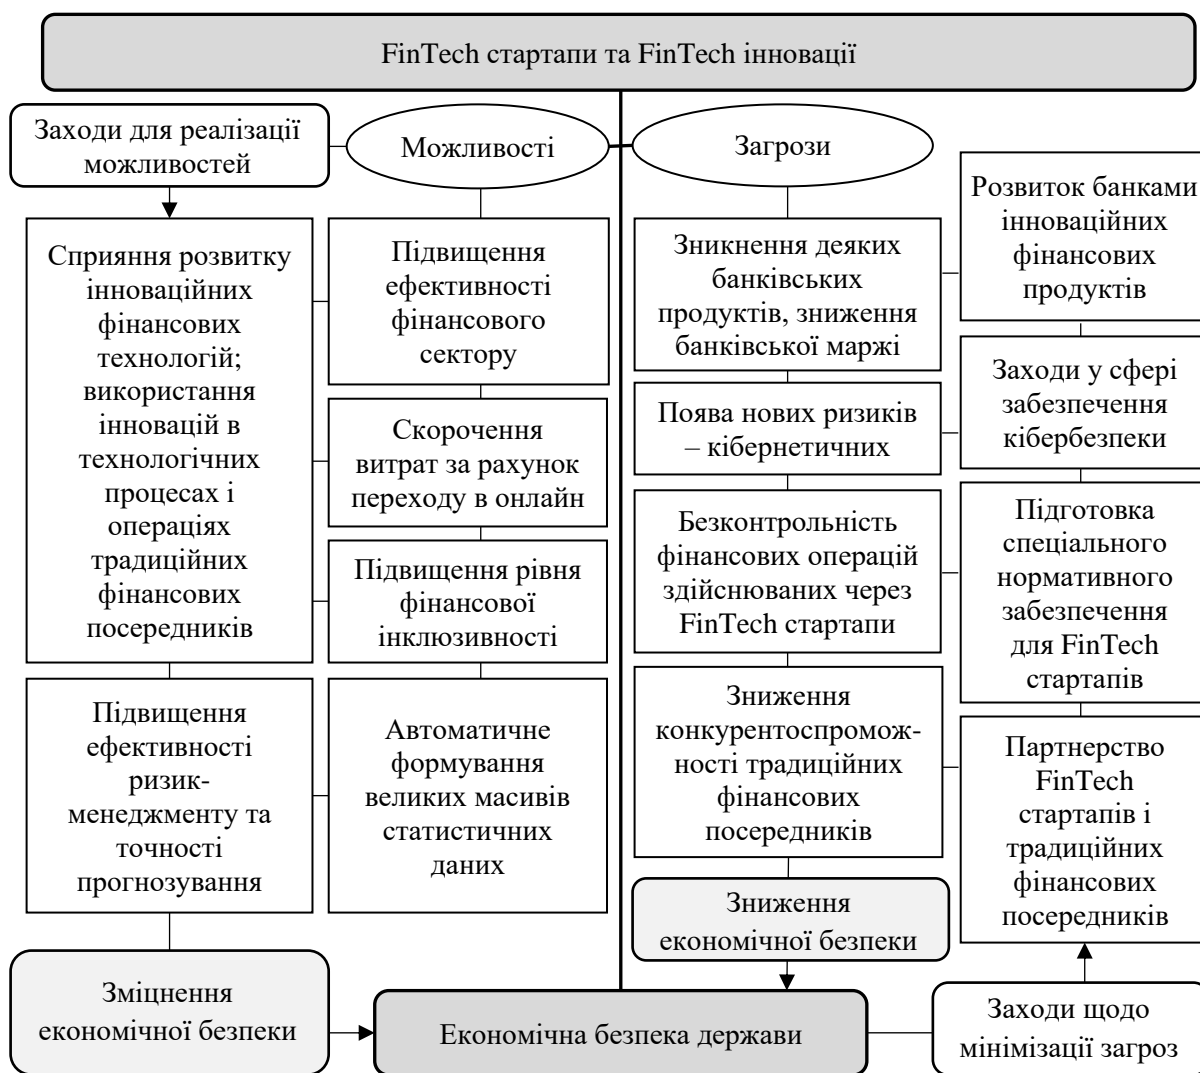 FinTech стартапи та FinTech інновації
Заходи для реалізації
можливостей
Можливості
Загрози
Сприяння розвитку
інноваційних
фінансових
технологій;
використання
інновацій в
технологічних
процесах і
операціях
традиційних
фінансових
посередників
Підвищення
ефективності
ризик-
менеджменту та
точності
прогнозування
Зміцнення
економічної безпеки
Підвищення
ефективності
фінансового
сектору
Скорочення
витрат за рахунок
переходу в онлайн
Підвищення рівня
фінансової
інклюзивності
Автоматичне
формування
великих масивів
статистичних
даних
Зникнення деяких
банківських
продуктів, зниження
банківської маржі
Поява нових ризиків
– кібернетичних
Безконтрольність
фінансових операцій
здійснюваних через
FinTech стартапи
Зниження
конкурентоспромож-
ності традиційних
фінансових
посередників
Зниження
економічної безпеки
Розвиток банками
інноваційних
фінансових
продуктів
Заходи у сфері
забезпечення
кібербезпеки
Підготовка
спеціального
нормативного
забезпечення
для FinTech
стартапів
Партнерство
FinTech
стартапів і
традиційних
фінансових
посередників
Економічна безпека держави
Заходи щодо
мінімізації загроз